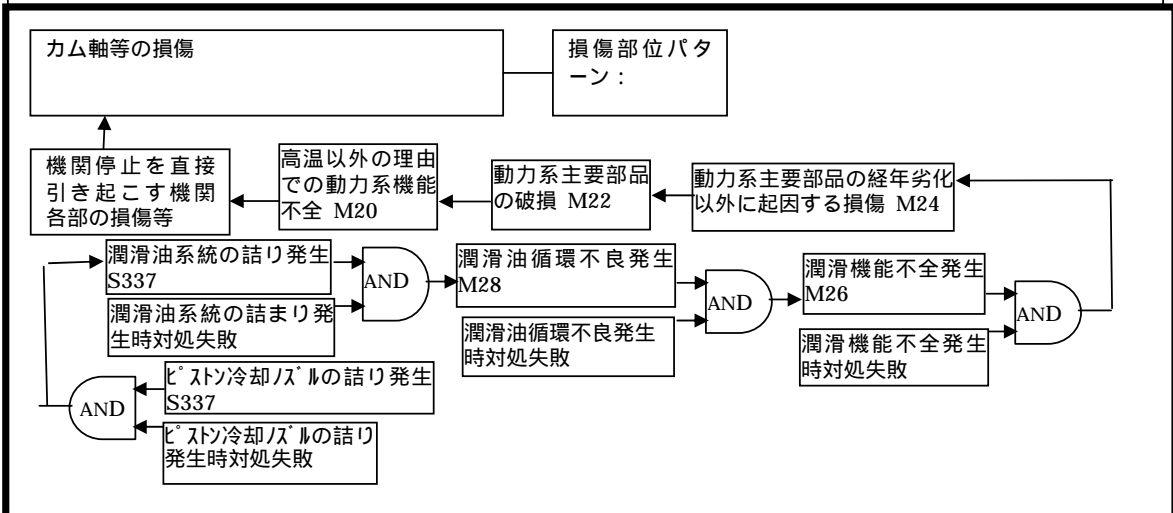 カム軸等の損傷
損傷部位パタ
ーン：
機関停止を直接
引き起こす機関
各部の損傷等
高温以外の理由
での動力系機能
不全 M20
動力系主要部品
の破損 M22
動力系主要部品の経年劣化
以外に起因する損傷 M24
潤滑油系統の詰り発生
S337
潤滑油系統の詰まり発
生時対処失敗
AND
潤滑油循環不良発生
M28
潤滑油循環不良発生
時対処失敗
AND
潤滑機能不全発生
M26
潤滑機能不全発生
時対処失敗
AND
ﾋﾟｽﾄﾝ冷却ﾉｽﾞﾙの詰り発生
S337
ﾋﾟｽﾄﾝ冷却ﾉｽﾞﾙの詰り
発生時対処失敗
AND